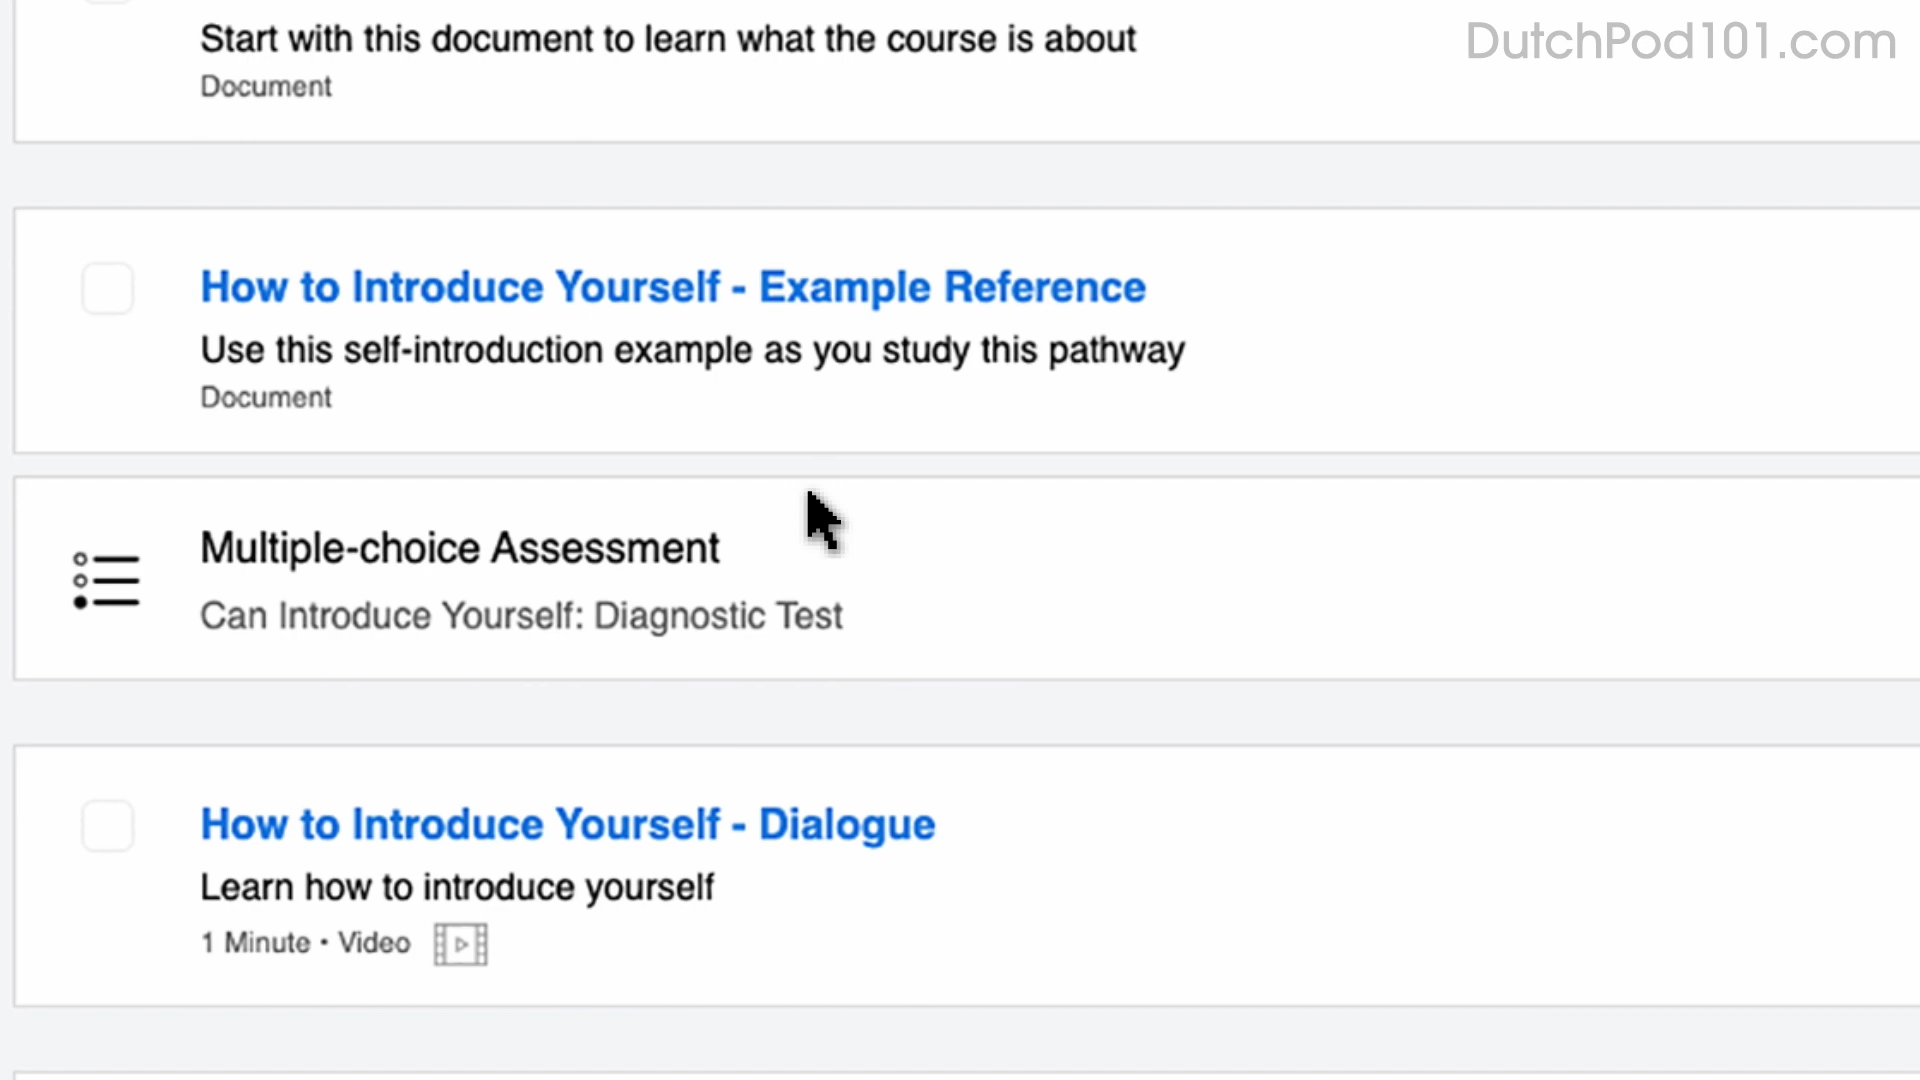 DutchPod101.com
Start with this document to learn what the course is about
Document
How to Introduce Yourself - Example Reference
Use this self-introduction example as you study this pathway
Document
Multiple-choice Assessment
Can Introduce Yourself: Diagnostic Test
How to Introduce Yourself - Dialogue
Learn how to introduce yourself
1 Minute • Video